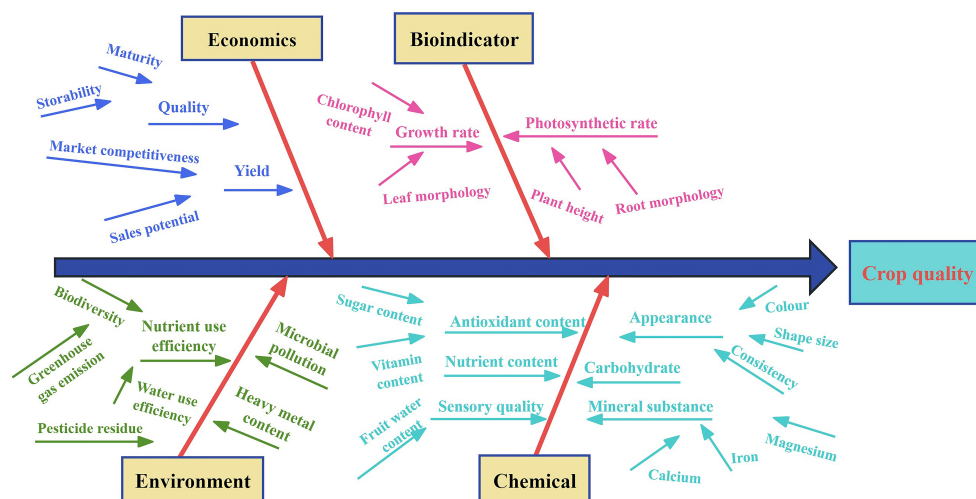 Economics
Bioindicator
Maturity
Storability
Quality
Market competitiveness
Yield
Sales potential
Chlorophyll
content
Growth rate
Photosynthetic rate
Leaf morphology
Plant height
Root morphology
Crop quality
Biodiversity
Greenhouse
gas emission
Nutrient use
efficiency
Microbial
pollution
Water use
efficiency
Heavy metal
content
Pesticide residue
Environment
Sugar content
Antioxidant content
Appearance
Colour
Shape size
Vitamin
content
Nutrient content
Carbohydrate
Consistency
Fruit water
content
Sensory quality
Mineral substance
Calcium
Iron
Magnesium
Chemical